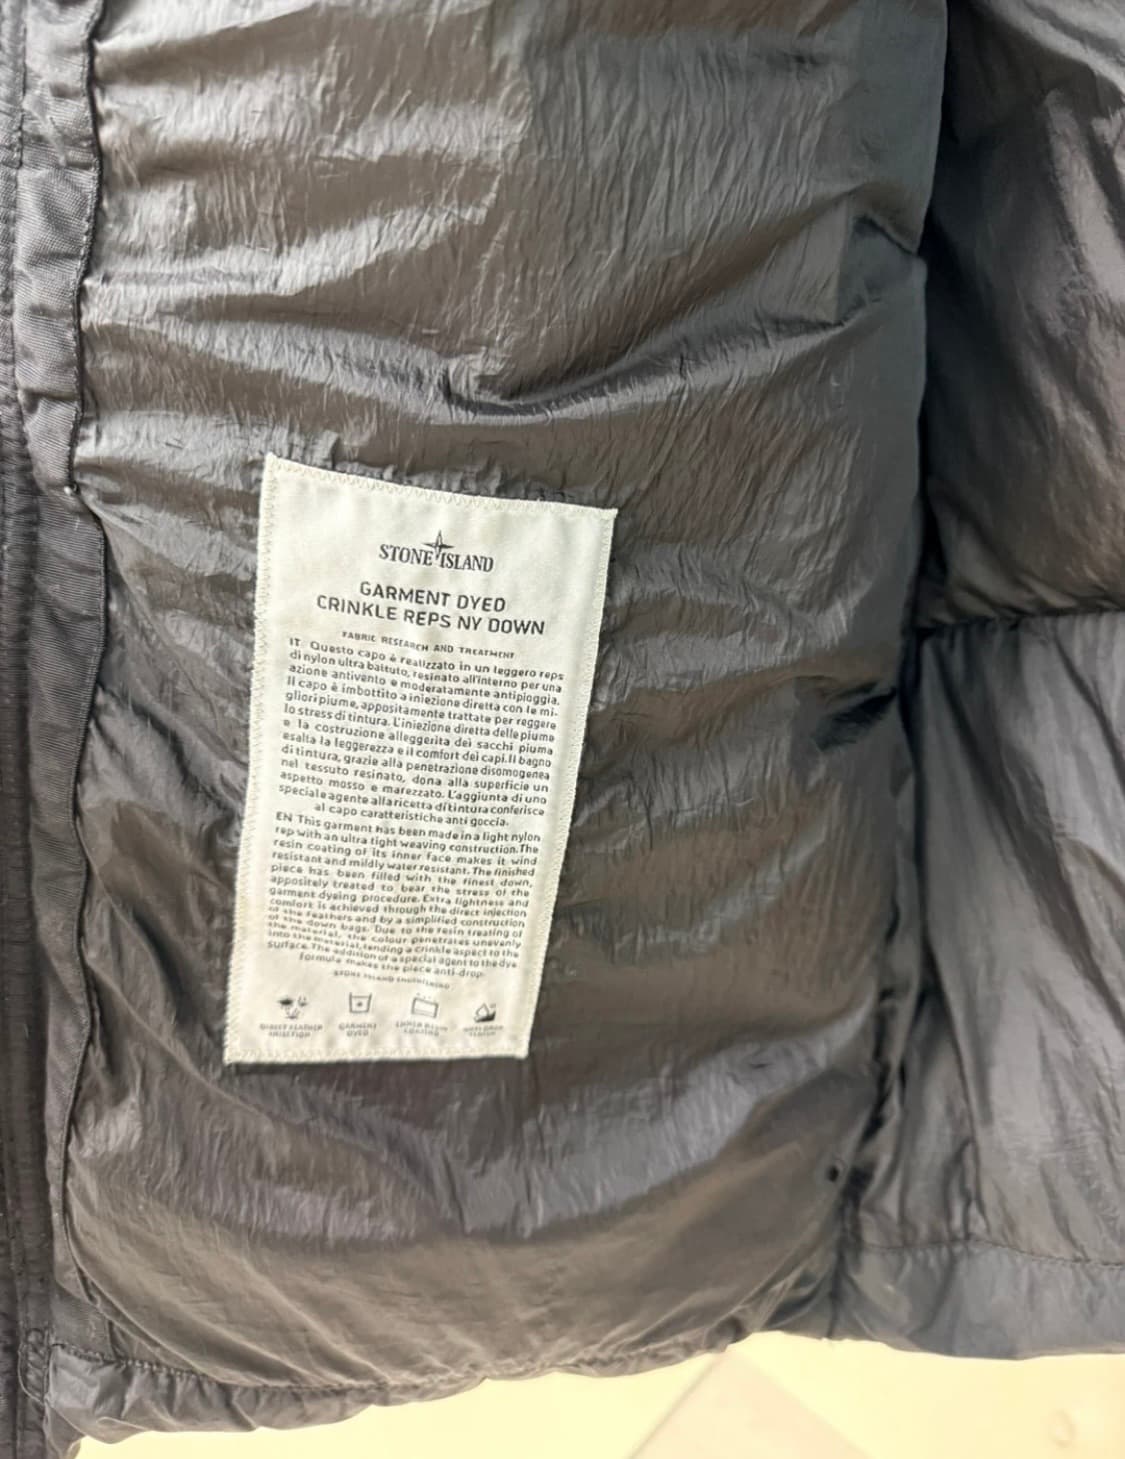 STONE ISLAND
GARMENT DYED
CRINKLE REPS NY DOWN
FABRIC RESEARCH AND TREATMENT
IT Questo capo è realizzato in un leggero reps
di nylon ultra battuto, resinato all'interno per una
azione antivento e moderatamente antipioggia.
Il capo è imbottito a iniezione diretta con le mi-
gliori piume, appositamente trattate per reggere
lo stress di tintura. L'iniezione diretta delle piume
e la costruzione alleggerita dei sacchi piuma
esalta la leggerezza e il comfort dei capi. Il bagno
di tintura, grazie alla penetrazione disomogenea
nel tessuto resinato, dona alla superficie un
aspetto mosso e marezzato. L'aggiunta di uno
speciale agente alla ricetta di tintura conferisce
al capo caratteristiche anti goccia.
EN This garment has been made in a light nylon
rep with an ultra tight weaving construction. The
resin coating of its inner face makes it wind
resistant and mildly water resistant. The finished
piece has been filled with the finest down,
appositely treated to bear the stress of the
garment dyeing procedure. Extra lightness and
comfort is achieved through the direct injection
of the feathers and by a simplified construction
of the down bags. Due to the resin treating of
the material, the colour penetrates unevenly
into the material, lending a crinkle aspect to the
surface. The addition of a special agent to the dye
formula makes the piece anti-drop.
STONE ISLAND
DIRECT FEATHER GARMENT INNER RESIN ANTI-DROP
INJECTION DYED COATING